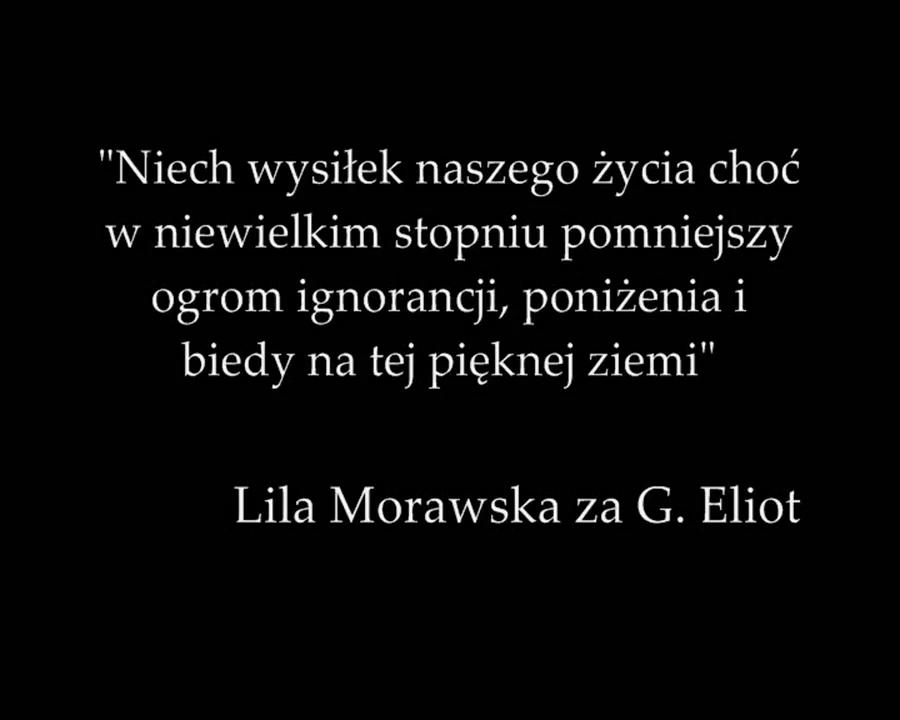 "Niech wysiłek naszego życia choć
w niewielkim stopniu pomniejszy
ogrom ignorancji, poniżenia i
biedy na tej pięknej ziemi"
Lila Morawska za G. Eliot